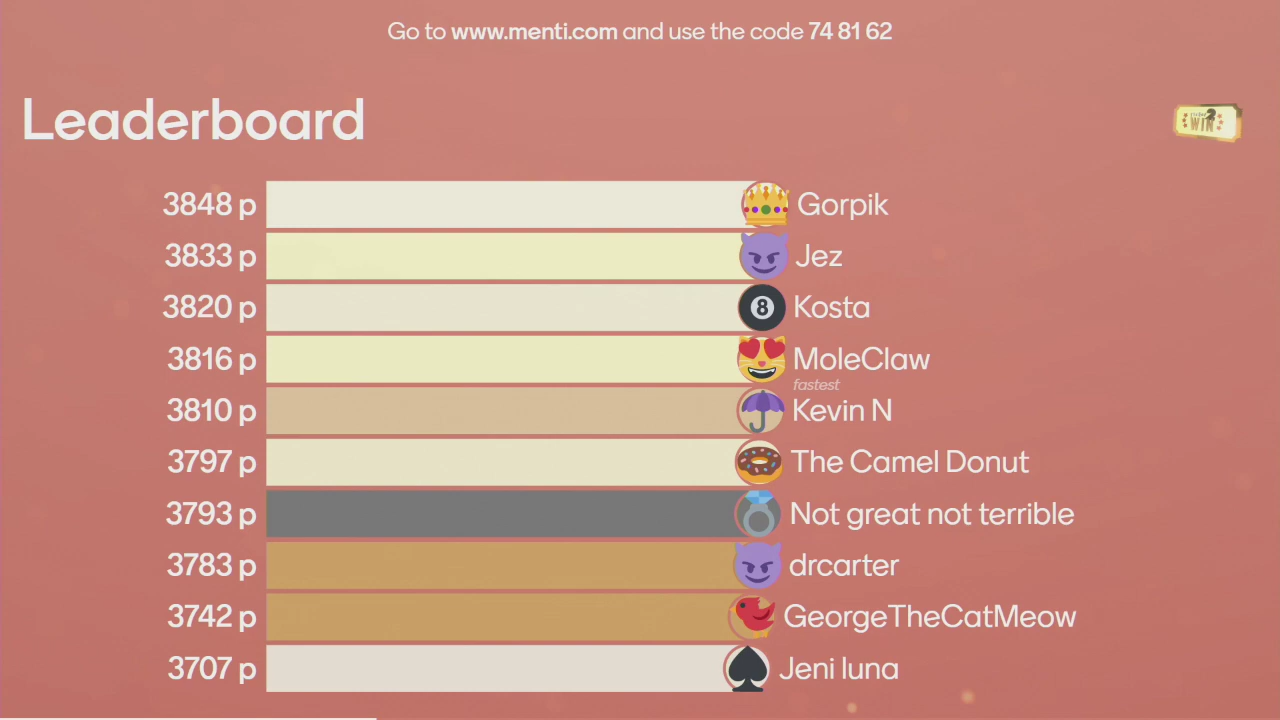 Go to www.menti.com and use the code 74 81 62
Leaderboard
WIN
3848 p Gorpik
3833 p Jez
3820 p 8 Kosta
3816 p MoleClaw
fastest
3810 p Kevin N
3797 p The Camel Donut
3793 p Not great not terrible
3783 p drcarter
3742 p GeorgeTheCatMeow
3707 p Jeni luna